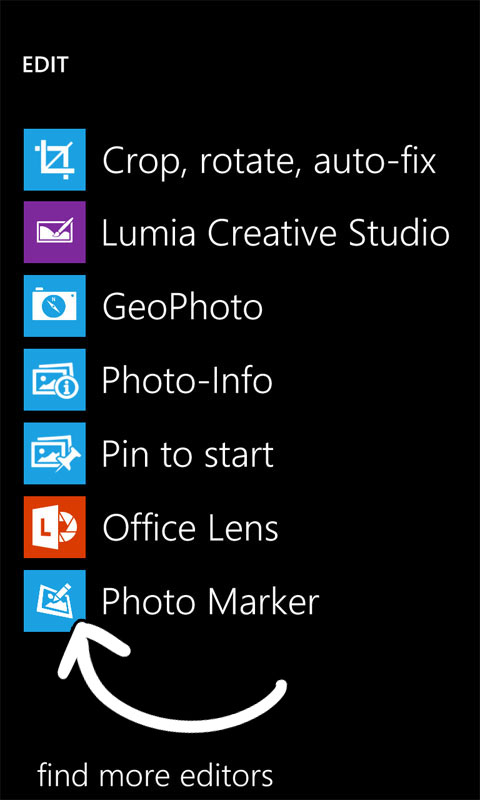 EDIT
Crop, rotate, auto-fix
Lumia Creative Studio
GeoPhoto
Photo-Info
Pin to start
L
Office Lens
Photo Marker
find more editors